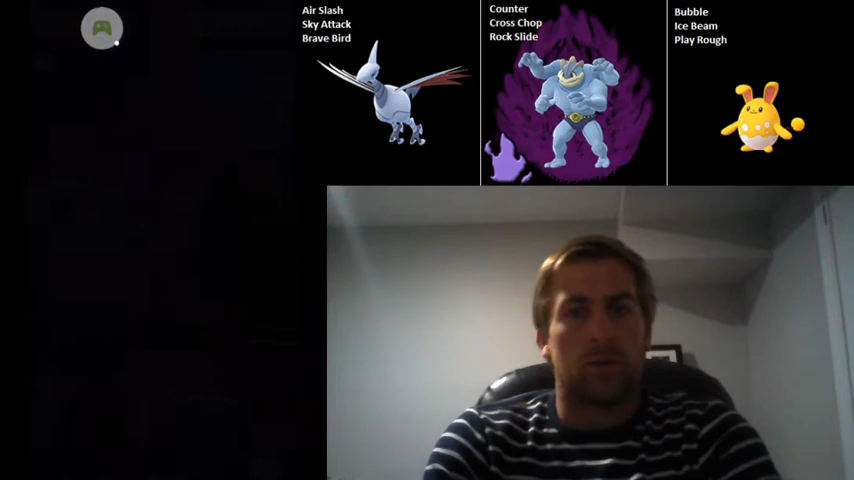 Air Slash
Sky Attack
Brave Bird
Counter
Cross Chop
Rock Slide
Bubble
Ice Beam
Play Rough